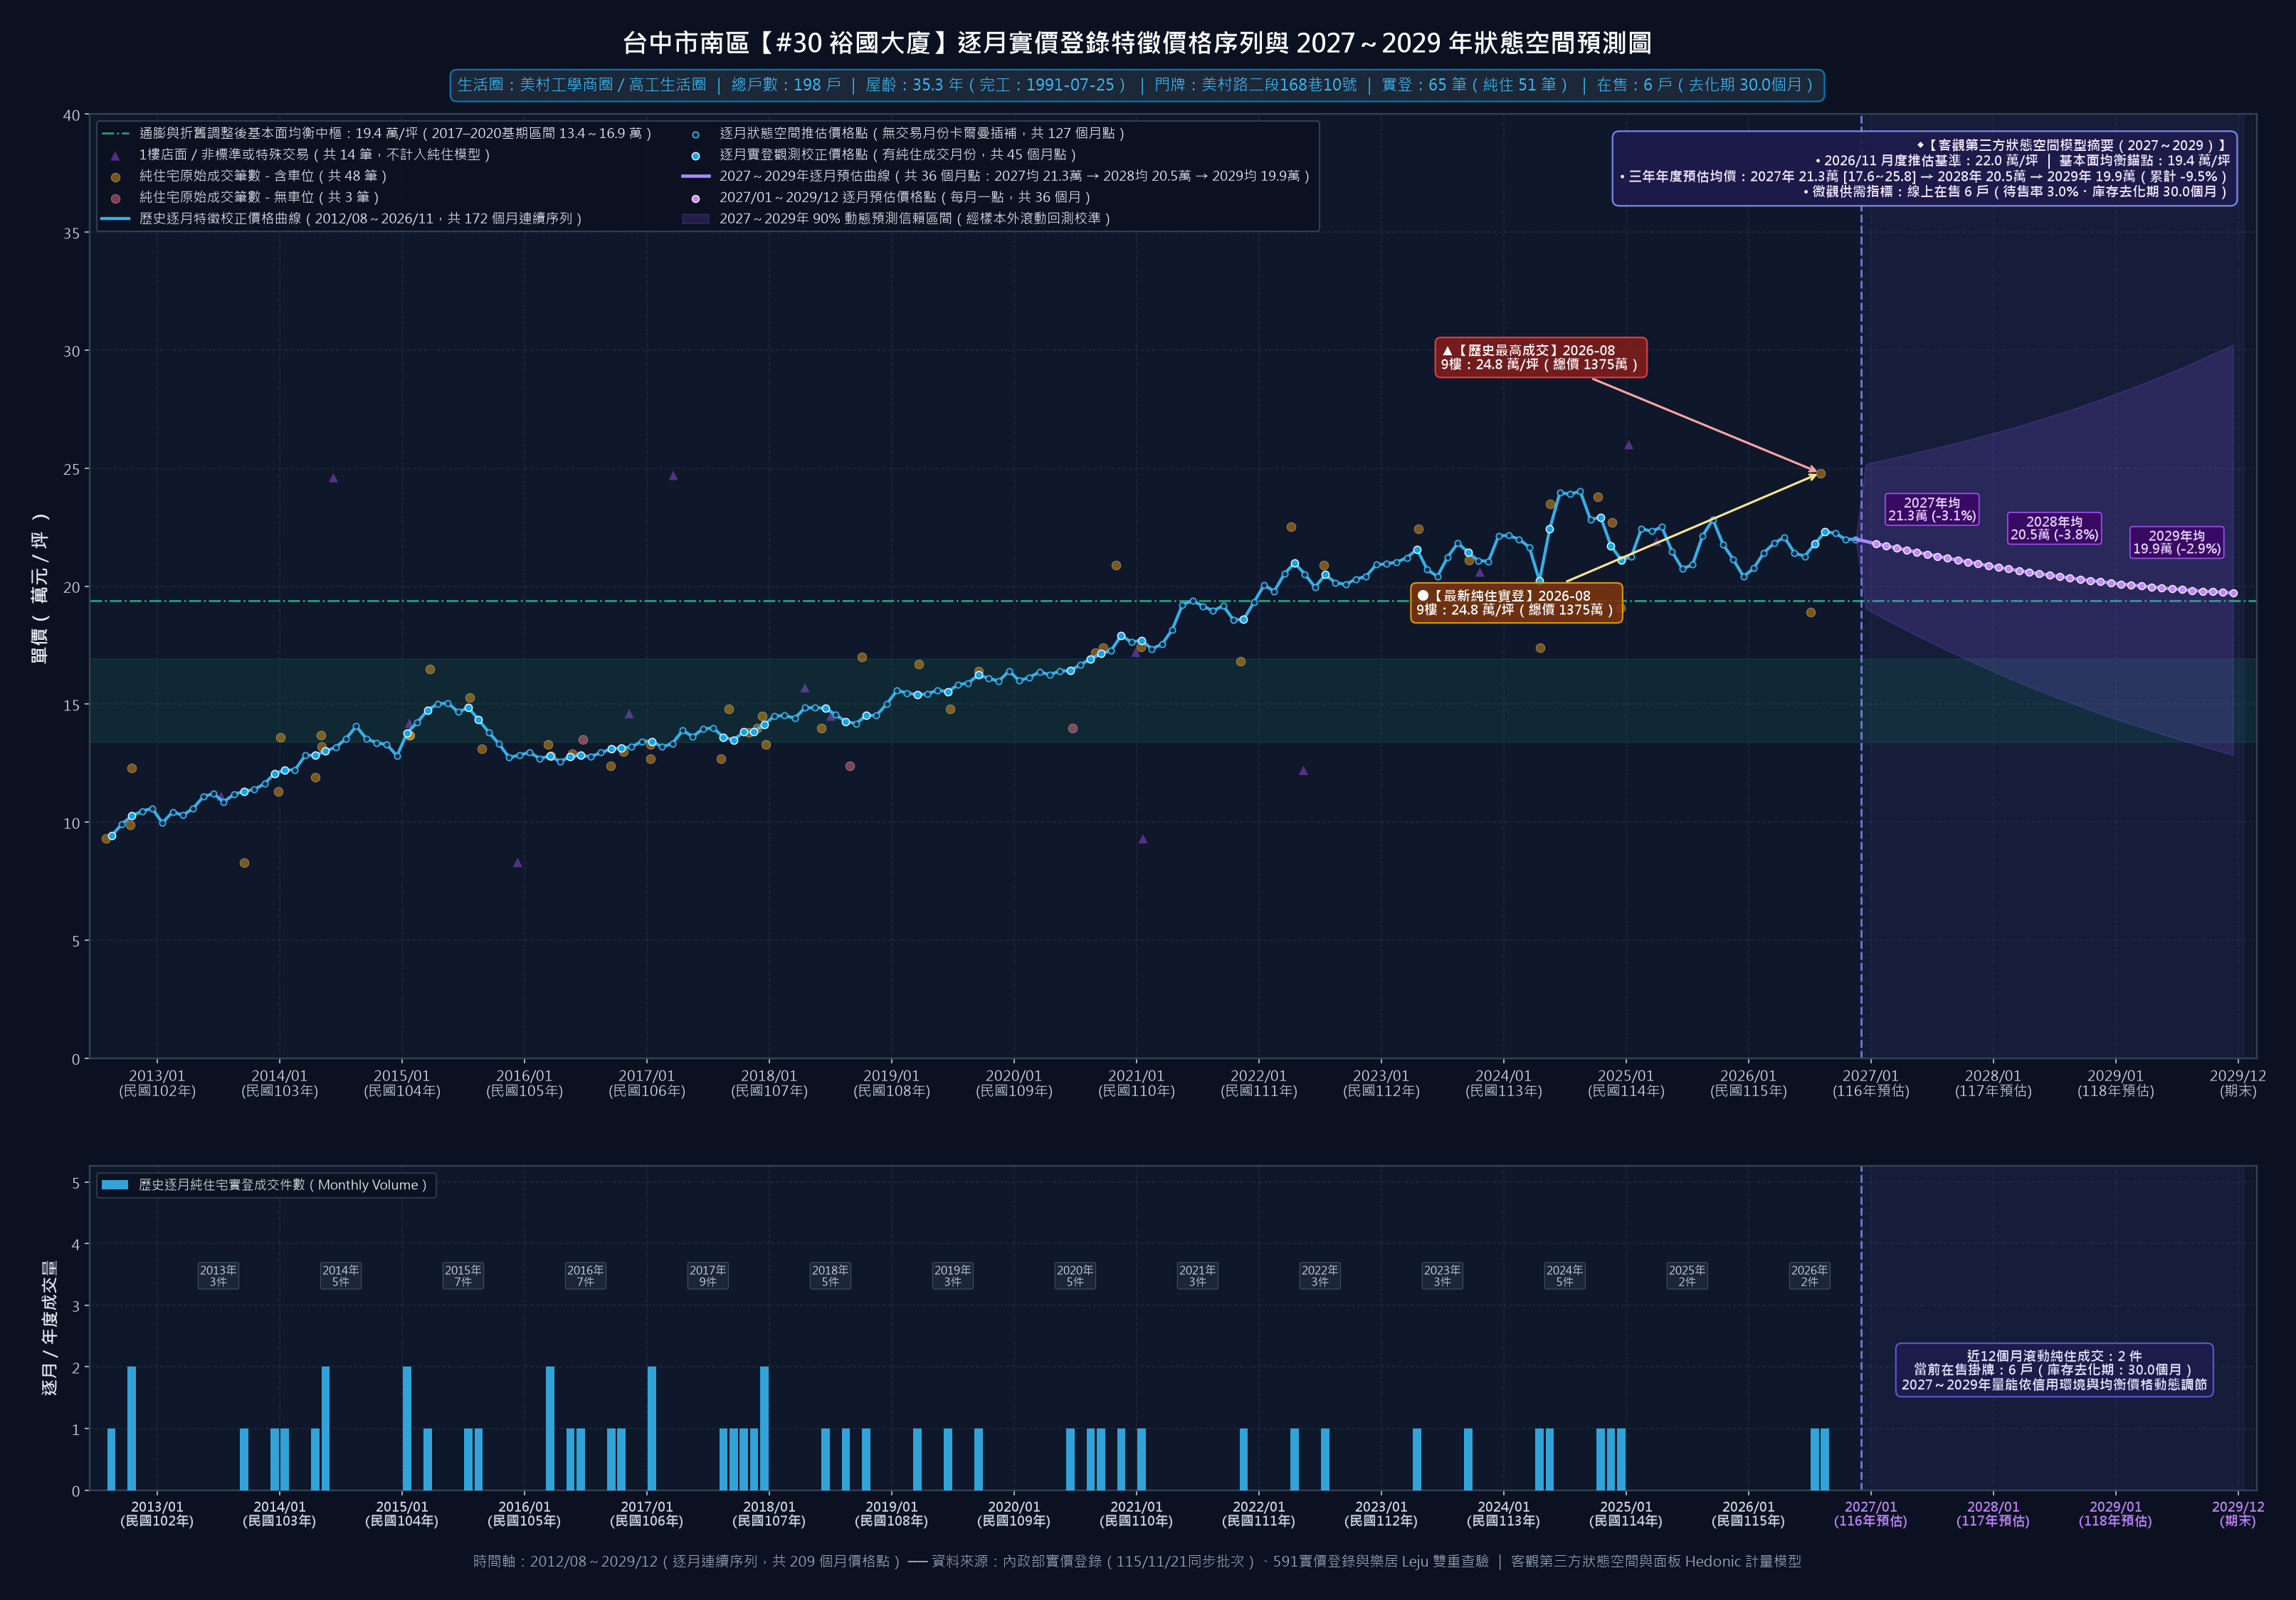 台中市南區【#30 裕國大廈】逐月實價登錄特徵價格序列與 2027～2029 年狀態空間預測圖
生活圈：美村工學商圈 / 高工生活圈 ｜ 總戶數：198 戶 ｜ 屋齡：35.3 年（完工：1991-07-25） ｜ 門牌：美村路二段168巷10號 ｜ 實登：65 筆（純住 51 筆） ｜ 在售：6 戶（去化期 30.0個月）
通膨與折舊調整後基本面均衡中樞：19.4 萬/坪（2017–2020基期區間 13.4～16.9 萬）
1樓店面 / 非標準或特殊交易（共 14 筆，不計入純住模型）
純住宅原始成交筆數 - 含車位（共 48 筆）
純住宅原始成交筆數 - 無車位（共 3 筆）
歷史逐月特徵校正價格曲線（2012/08～2026/11，共 172 個月連續序列）
逐月狀態空間推估價格點（無交易月份卡爾曼插補，共 127 個月點）
逐月實登觀測校正價格點（有純住成交月份，共 45 個月點）
2027～2029年逐月預估曲線（共 36 個月點：2027均 21.3萬 → 2028均 20.5萬 → 2029均 19.9萬）
2027/01～2029/12 逐月預估價格點（每月一點，共 36 個月）
2027～2029年 90% 動態預測信賴區間（經樣本外滾動回測校準）
◆【客觀第三方狀態空間模型摘要（2027～2029）】
• 2026/11 月度推估基準：22.0 萬/坪 ｜ 基本面均衡錨點：19.4 萬/坪
• 三年年度預估均價：2027年 21.3萬 [17.6~25.8] → 2028年 20.5萬 → 2029年 19.9萬（累計 -9.5%）
• 微觀供需指標：線上在售 6 戶（待售率 3.0%・庫存去化期 30.0個月）
單價（萬元 / 坪）
40
35
30
25
20
15
10
5
0
▲【歷史最高成交】2026-08
9樓：24.8 萬/坪（總價 1375萬）
●【最新純住實登】2026-08
9樓：24.8 萬/坪（總價 1375萬）
2027年均
21.3萬 (-3.1%)
2028年均
20.5萬 (-3.8%)
2029年均
19.9萬 (-2.9%)
2013/01 2014/01 2015/01 2016/01 2017/01 2018/01 2019/01 2020/01 2021/01 2022/01 2023/01 2024/01 2025/01 2026/01 2027/01 2028/01 2029/01 2029/12
(民國102年) (民國103年) (民國104年) (民國105年) (民國106年) (民國107年) (民國108年) (民國109年) (民國110年) (民國111年) (民國112年) (民國113年) (民國114年) (民國115年) (116年預估) (117年預估) (118年預估) (期末)
歷史逐月純住宅實登成交件數（Monthly Volume）
逐月 / 年度成交量
5
4
3
2
1
0
2013年 2014年 2015年 2016年 2017年 2018年 2019年 2020年 2021年 2022年 2023年 2024年 2025年 2026年
3件 5件 7件 7件 9件 5件 3件 5件 3件 3件 3件 5件 2件 2件
近12個月滾動純住成交：2 件
當前在售掛牌：6 戶（庫存去化期：30.0個月）
2027～2029年量能依信用環境與均衡價格動態調節
2013/01 2014/01 2015/01 2016/01 2017/01 2018/01 2019/01 2020/01 2021/01 2022/01 2023/01 2024/01 2025/01 2026/01 2027/01 2028/01 2029/01 2029/12
(民國102年) (民國103年) (民國104年) (民國105年) (民國106年) (民國107年) (民國108年) (民國109年) (民國110年) (民國111年) (民國112年) (民國113年) (民國114年) (民國115年) (116年預估) (117年預估) (118年預估) (期末)
時間軸：2012/08～2029/12（逐月連續序列，共 209 個月價格點） ── 資料來源：內政部實價登錄（115/11/21同步批次）、591實價登錄與樂居 Leju 雙重查驗 ｜ 客觀第三方狀態空間與面板 Hedonic 計量模型